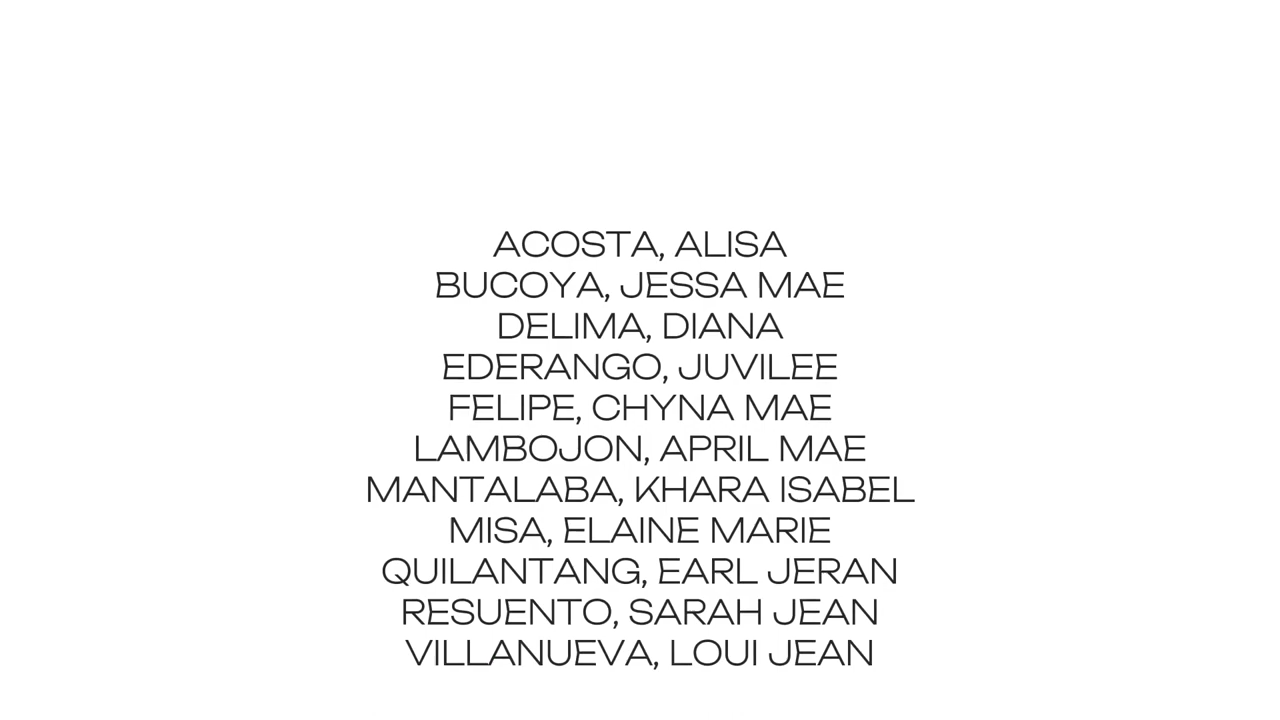 ACOSTA, ALISA
BUCOYA, JESSA MAE
DELIMA, DIANA
EDERANGO, JUVILEE
FELIPE, CHYNA MAE
LAMBOJON, APRIL MAE
MANTALABA, KHARA ISABEL
MISA, ELAINE MARIE
QUILANTANG, EARL JERAN
RESUENTO, SARAH JEAN
VILLANUEVA, LOUI JEAN